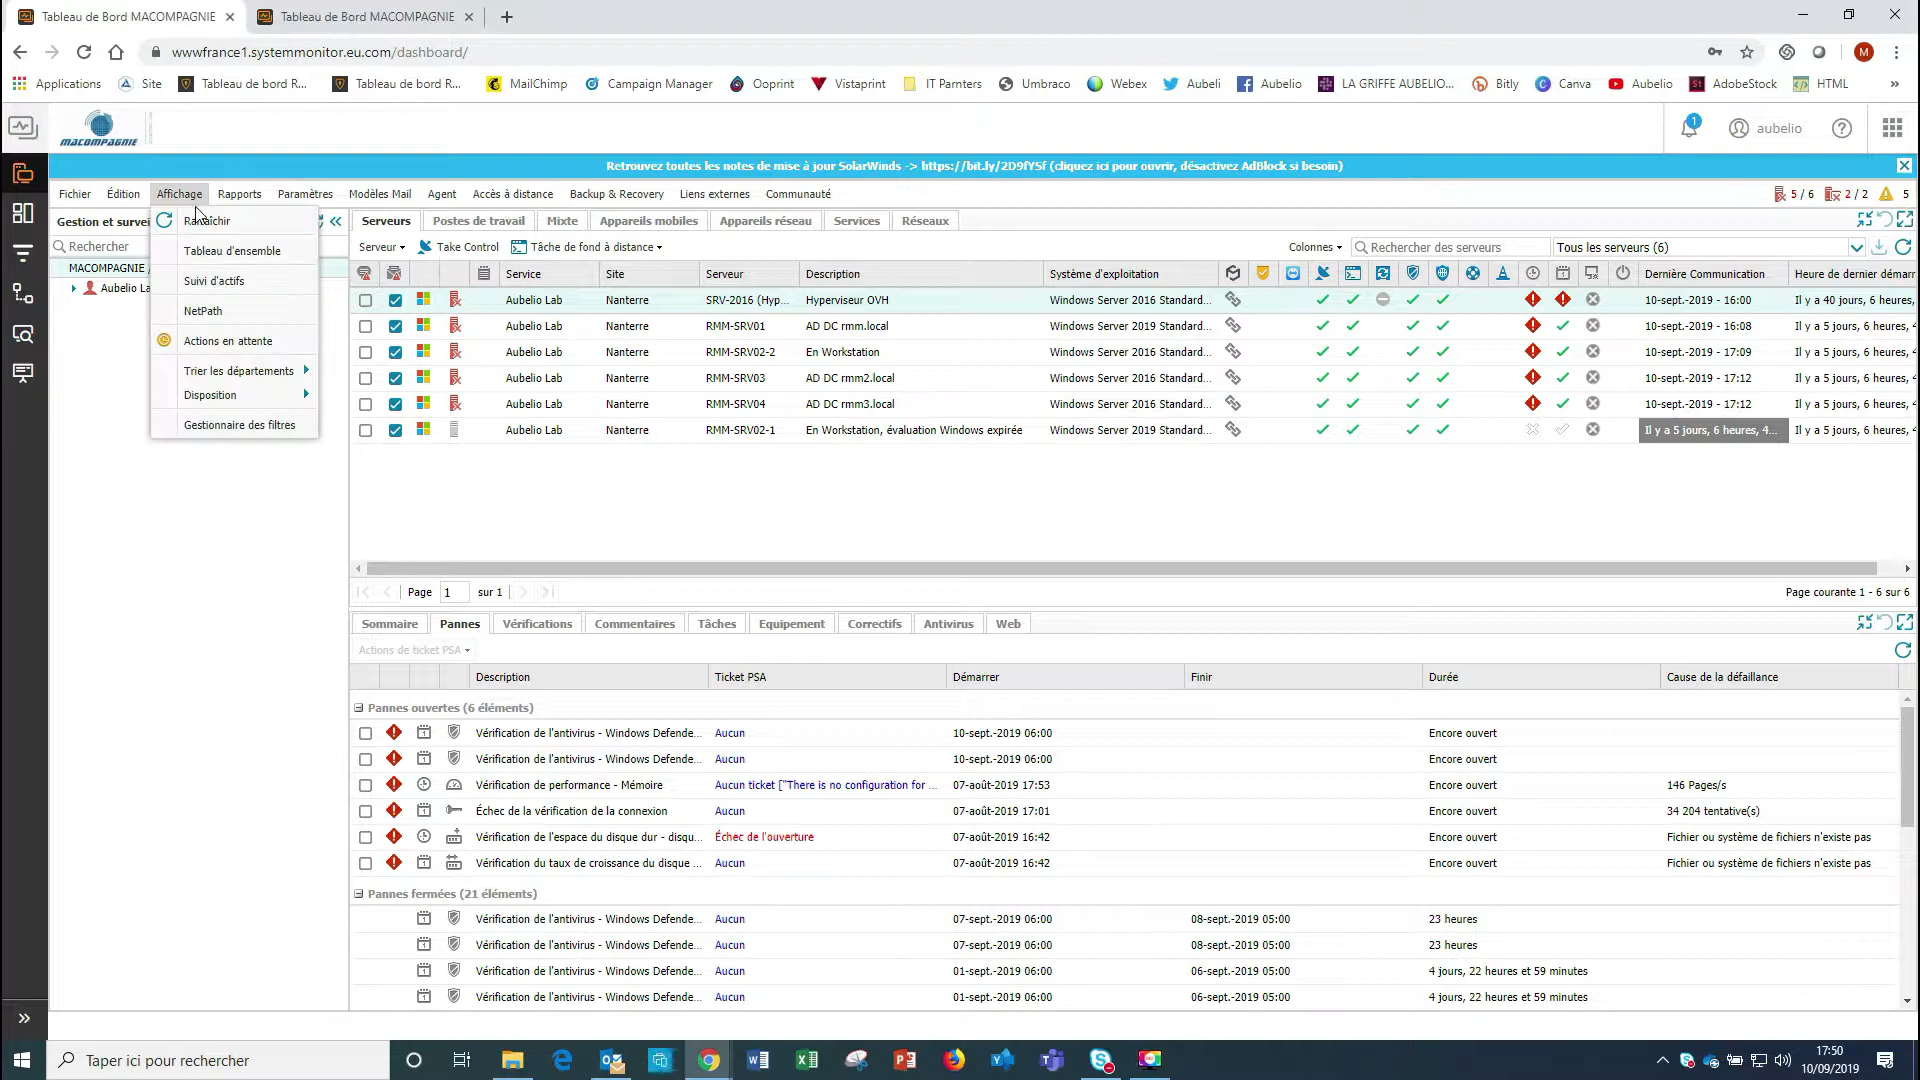 Tableau de Bord MACOMPAGNIE
Tableau de Bord MACOMPAGNIE
wwwfrance1.systemmonitor.eu.com/dashboard/
M
Applications
Site
Tableau de bord R...
Tableau de bord R...
MailChimp
Campaign Manager
Ooprint
Vistaprint
IT Parnters
Umbraco
Webex
Aubeli
Aubelio
LA GRIFFE AUBELIO...
Bitly
Canva
Aubelio
AdobeStock
HTML
MACOMPAGNIE
1
aubelio
Retrouvez toutes les notes de mise à jour SolarWinds -> https://bit.ly/2D9fYSf (cliquez ici pour ouvrir, désactivez AdBlock si besoin)
Fichier Édition Affichage Rapports Paramètres Modèles Mail Agent Accès à distance Backup & Recovery Liens externes Communauté
5 / 6 2 / 2 5
Gestion et survei
Rechercher
MACOMPAGNIE /
Aubelio La
Tableau d'ensemble
Suivi d'actifs
NetPath
Actions en attente
Trier les départements
Disposition
Gestionnaire des filtres
Serveurs Postes de travail Mixte Appareils mobiles Appareils réseau Services Réseaux
Serveur Take Control Tâche de fond à distance Colonnes Rechercher des serveurs Tous les serveurs (6)
Service Site Serveur Description Système d'exploitation Dernière Communication Heure de dernier démarr
Aubelio Lab Nanterre SRV-2016 (Hyp... Hyperviseur OVH Windows Server 2016 Standard... 10-sept.-2019 - 16:00 Il y a 40 jours, 6 heures,
Aubelio Lab Nanterre RMM-SRV01 AD DC rmm.local Windows Server 2019 Standard... 10-sept.-2019 - 16:08 Il y a 5 jours, 6 heures, 4
Aubelio Lab Nanterre RMM-SRV02-2 En Workstation Windows Server 2016 Standard... 10-sept.-2019 - 17:09 Il y a 5 jours, 6 heures, 4
Aubelio Lab Nanterre RMM-SRV03 AD DC rmm2.local Windows Server 2016 Standard... 10-sept.-2019 - 17:12 Il y a 5 jours, 6 heures, 4
Aubelio Lab Nanterre RMM-SRV04 AD DC rmm3.local Windows Server 2016 Standard... 10-sept.-2019 - 17:12 Il y a 5 jours, 6 heures, 4
Aubelio Lab Nanterre RMM-SRV02-1 En Workstation, évaluation Windows expirée Windows Server 2019 Standard... Il y a 5 jours, 6 heures, 4... Il y a 5 jours, 6 heures, 4
Page 1 sur 1 Page courante 1 - 6 sur 6
Sommaire Pannes Vérifications Commentaires Tâches Equipement Correctifs Antivirus Web
Actions de ticket PSA
Description Ticket PSA Démarrer Finir Durée Cause de la défaillance
Pannes ouvertes (6 éléments)
Vérification de l'antivirus - Windows Defende... Aucun 10-sept.-2019 06:00 Encore ouvert
Vérification de l'antivirus - Windows Defende... Aucun 10-sept.-2019 06:00 Encore ouvert
Vérification de performance - Mémoire Aucun ticket ["There is no configuration for ... 07-août-2019 17:53 Encore ouvert 146 Pages/s
Échec de la vérification de la connexion Aucun 07-août-2019 17:01 Encore ouvert 34 204 tentative(s)
Vérification de l'espace du disque dur - disqu... Échec de l'ouverture 07-août-2019 16:42 Encore ouvert Fichier ou système de fichiers n'existe pas
Vérification du taux de croissance du disque ... Aucun 07-août-2019 16:42 Encore ouvert Fichier ou système de fichiers n'existe pas
Pannes fermées (21 éléments)
Vérification de l'antivirus - Windows Defende... Aucun 07-sept.-2019 06:00 08-sept.-2019 05:00 23 heures
Vérification de l'antivirus - Windows Defende... Aucun 07-sept.-2019 06:00 08-sept.-2019 05:00 23 heures
Vérification de l'antivirus - Windows Defende... Aucun 01-sept.-2019 06:00 06-sept.-2019 05:00 4 jours, 22 heures et 59 minutes
Vérification de l'antivirus - Windows Defende... Aucun 01-sept.-2019 06:00 06-sept.-2019 05:00 4 jours, 22 heures et 59 minutes
Taper ici pour rechercher
17:50
10/09/2019